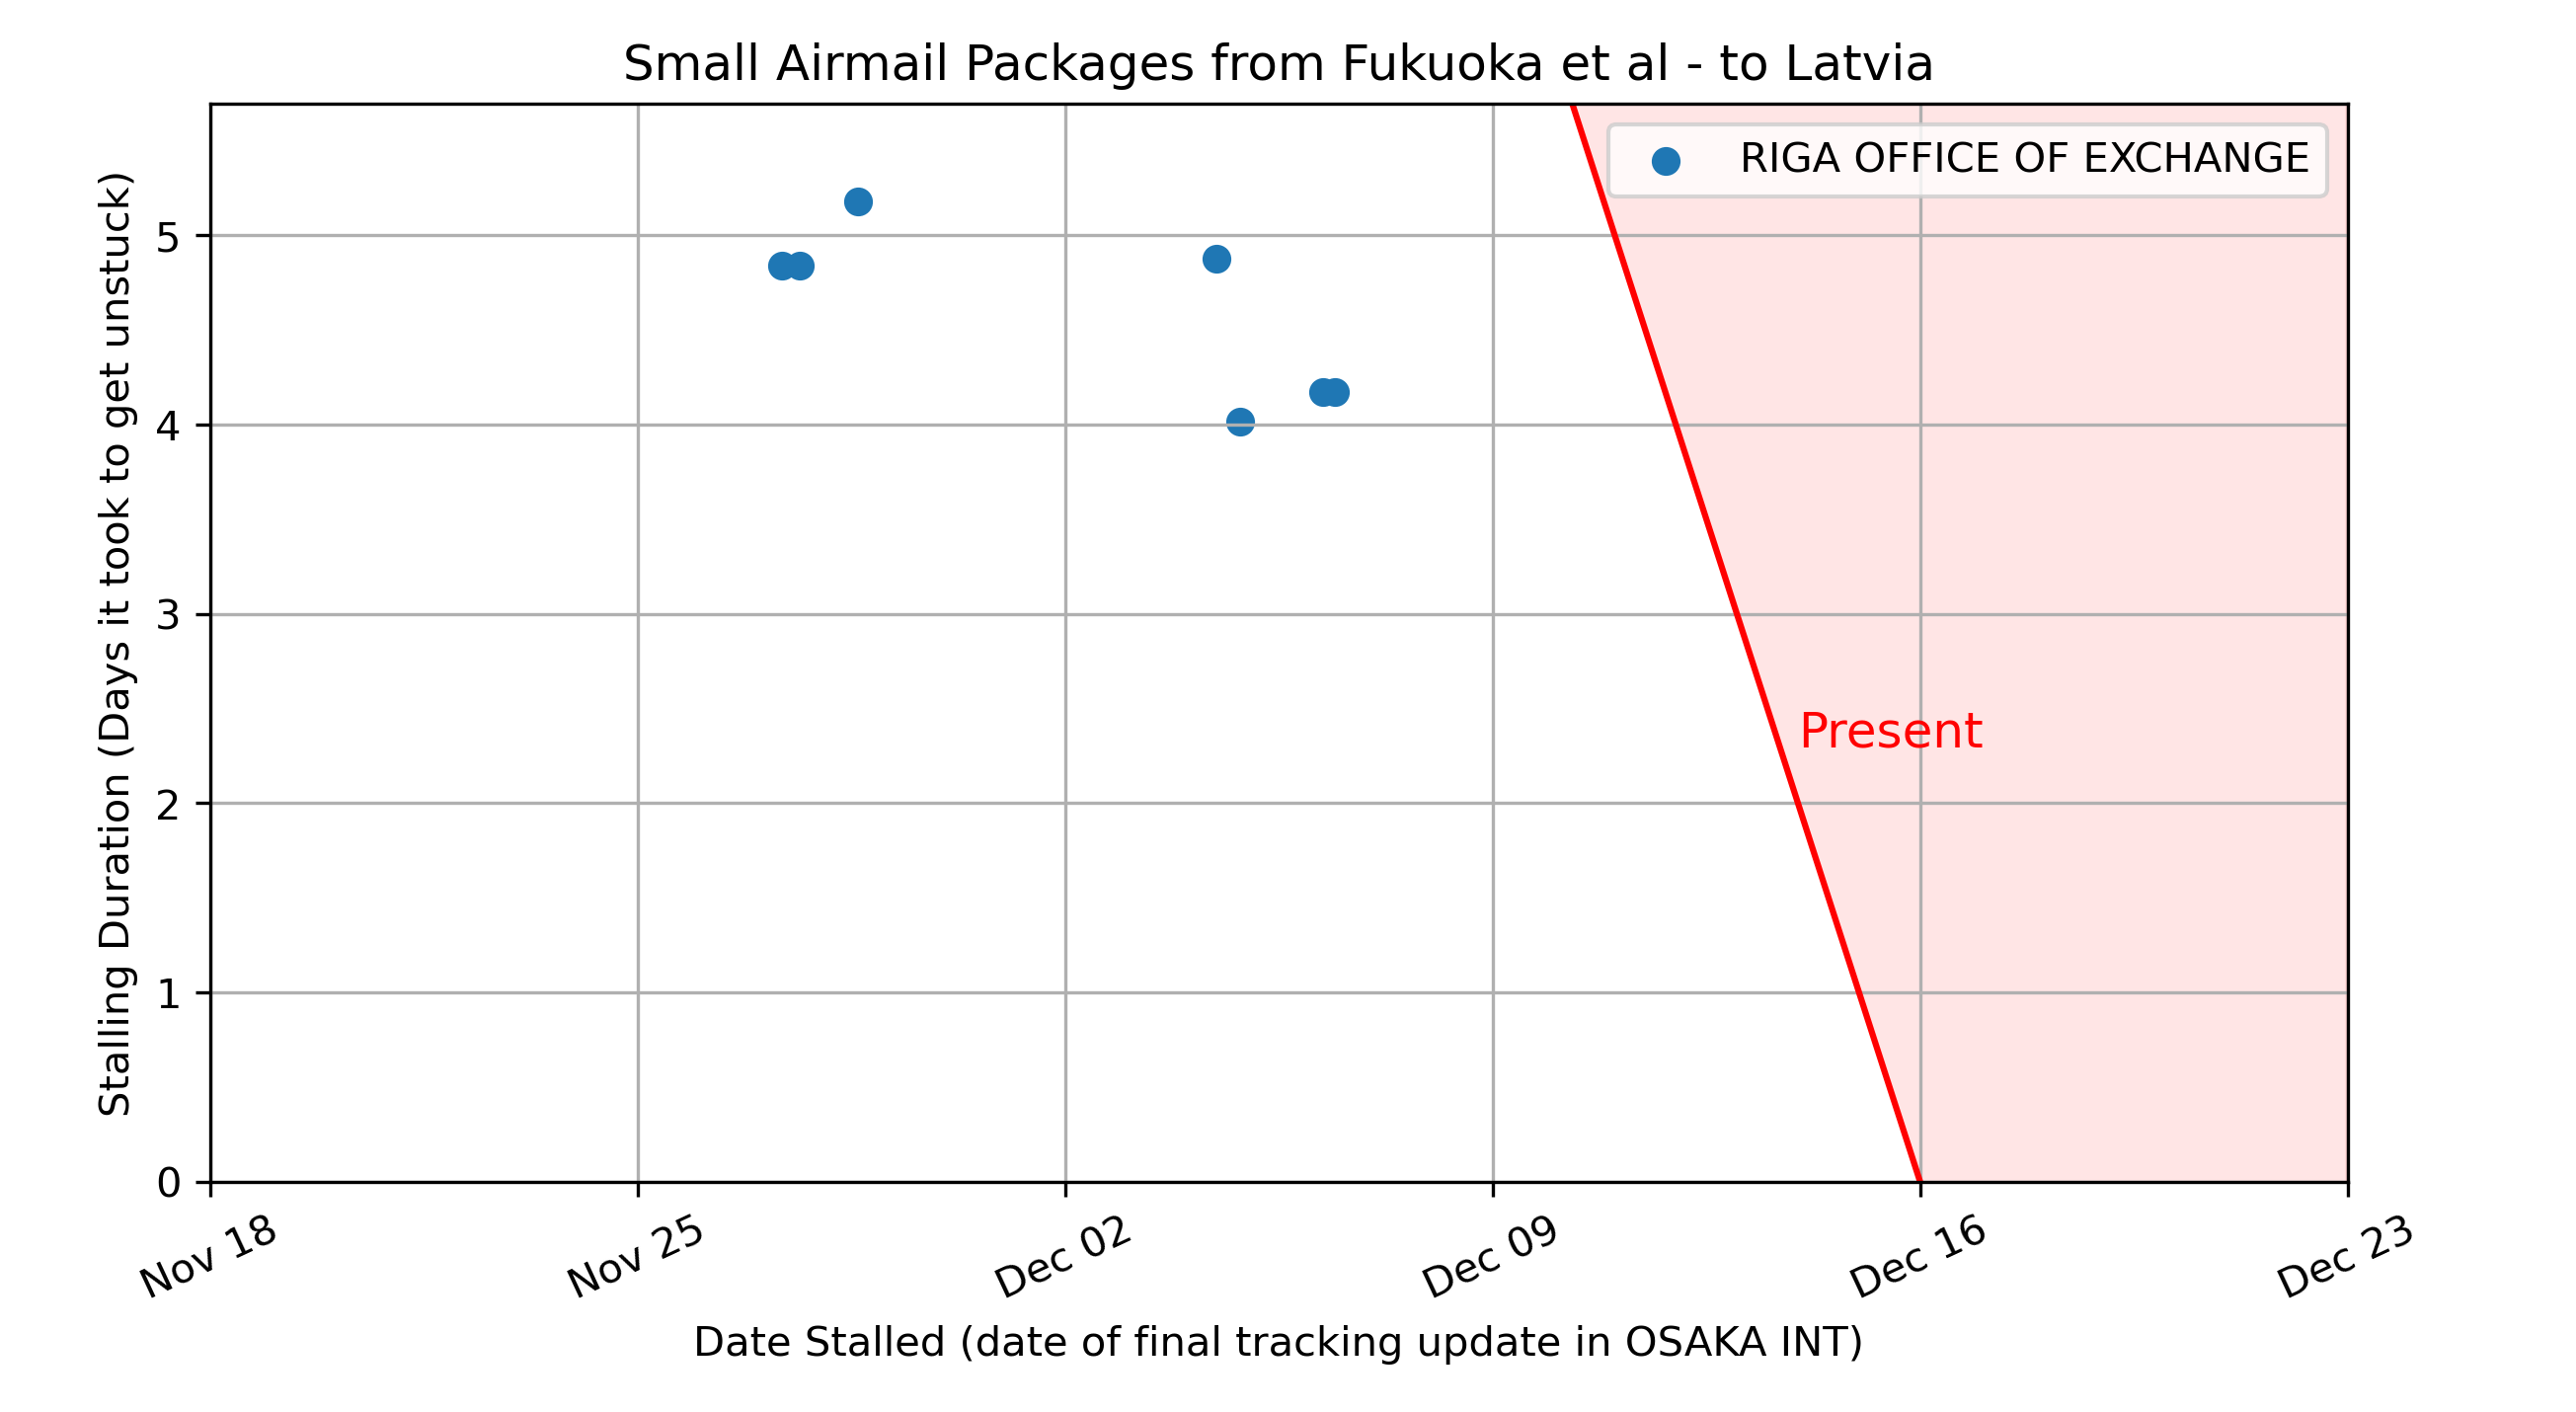 Small Airmail Packages from Fukuoka et al - to Latvia
RIGA OFFICE OF EXCHANGE
Stalling Duration (Days it took to get unstuck)
5
4
3
2
1
0
Present
Nov 18
Nov 25
Dec 02
Dec 09
Dec 16
Dec 23
Date Stalled (date of final tracking update in OSAKA INT)